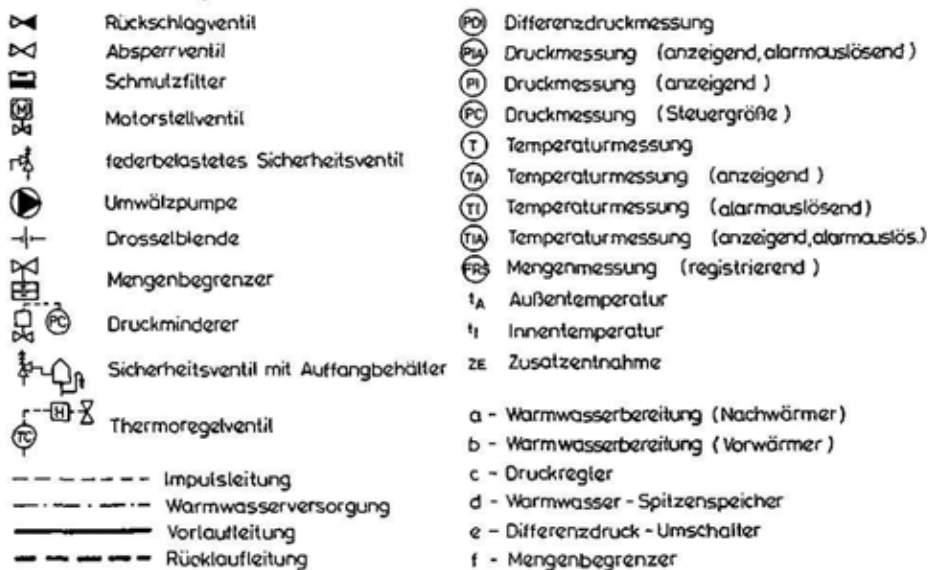 Rückschlagventil
Absperrventil
Schmutzfilter
M
Motorstellventil
federbelastetes Sicherheitsventil
Umwälzpumpe
Drosselblende
Mengenbegrenzer
PC
Druckminderer
Sicherheitsventil mit Auffangbehälter
TC
H
Thermoregelventil
Impulsleitung
Warmwasserversorgung
Vorlaufleitung
Rücklaufleitung
PDI Differenzdruckmessung
PIA Druckmessung (anzeigend, alarmauslösend)
PI Druckmessung (anzeigend)
PC Druckmessung (Steuergröße)
T Temperaturmessung
TA Temperaturmessung (anzeigend)
TI Temperaturmessung (alarmauslösend)
TIA Temperaturmessung (anzeigend, alarmauslös.)
FRS Mengenmessung (registrierend)
tA Außentemperatur
tI Innentemperatur
ZE Zusatzentnahme
a - Warmwasserbereitung (Nachwärmer)
b - Warmwasserbereitung (Vorwärmer)
c - Druckregler
d - Warmwasser - Spitzenspeicher
e - Differenzdruck - Umschalter
f - Mengenbegrenzer